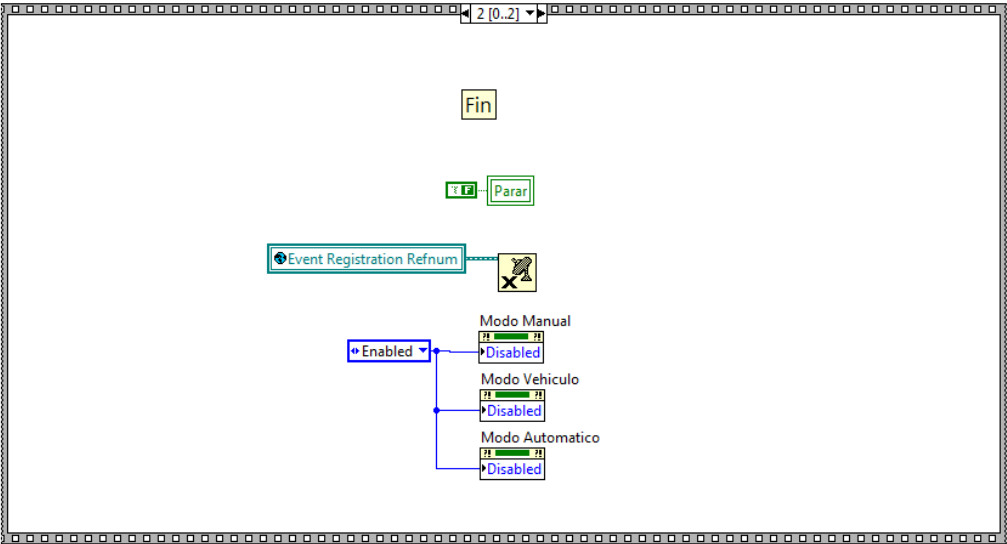 2 [0..2]
Fin
F
Parar
Event Registration Refnum
Modo Manual
Enabled
Disabled
Modo Vehiculo
Disabled
Modo Automatico
Disabled